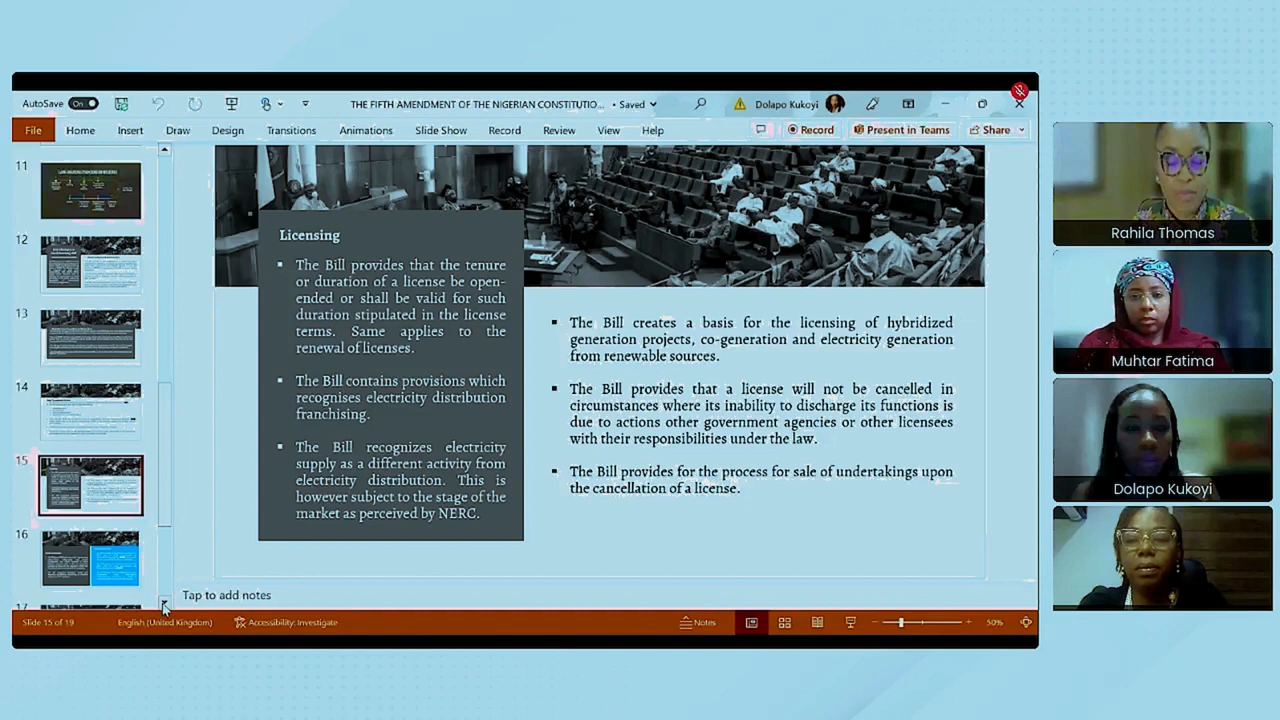 AutoSave On
THE FIFTH AMENDMENT OF THE NIGERIAN CONSTITUTIO... • Saved
Dolapo Kukoyi
File Home Insert Draw Design Transitions Animations Slide Show Record Review View Help
Record Present in Teams Share
11
12
13
14
15
16
17
Licensing
▪ The Bill provides that the tenure
or duration of a license be open-
ended or shall be valid for such
duration stipulated in the license
terms. Same applies to the
renewal of licenses.
▪ The Bill contains provisions which
recognises electricity distribution
franchising.
▪ The Bill recognizes electricity
supply as a different activity from
electricity distribution. This is
however subject to the stage of the
market as perceived by NERC.
▪ The Bill creates a basis for the licensing of hybridized
generation projects, co-generation and electricity generation
from renewable sources.
▪ The Bill provides that a license will not be cancelled in
circumstances where its inability to discharge its functions is
due to actions other government agencies or other licensees
with their responsibilities under the law.
▪ The Bill provides for the process for sale of undertakings upon
the cancellation of a license.
Tap to add notes
Slide 15 of 19 English (United Kingdom) Accessibility: Investigate Notes 50%
Rahila Thomas
Muhtar Fatima
Dolapo Kukoyi